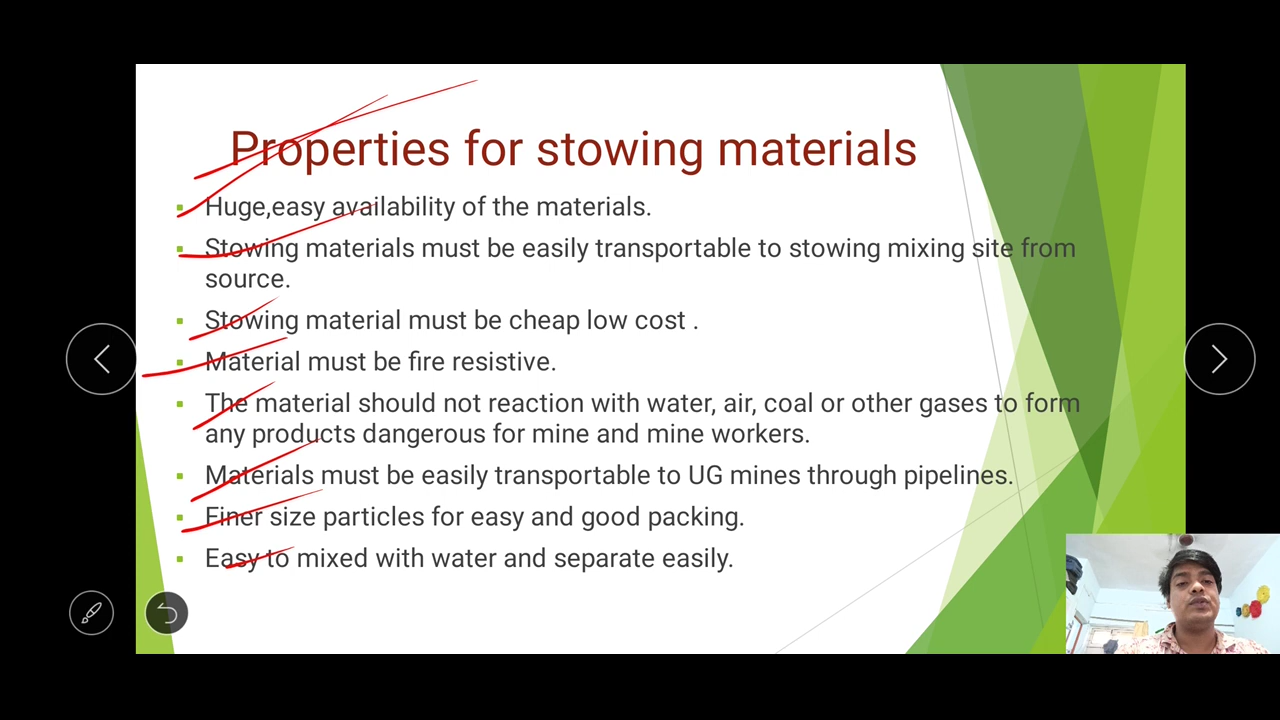 Properties for stowing materials
Huge,easy availability of the materials.
Stowing materials must be easily transportable to stowing mixing site from
source.
Stowing material must be cheap low cost .
Material must be fire resistive.
The material should not reaction with water, air, coal or other gases to form
any products dangerous for mine and mine workers.
Materials must be easily transportable to UG mines through pipelines.
Finer size particles for easy and good packing.
Easy to mixed with water and separate easily.